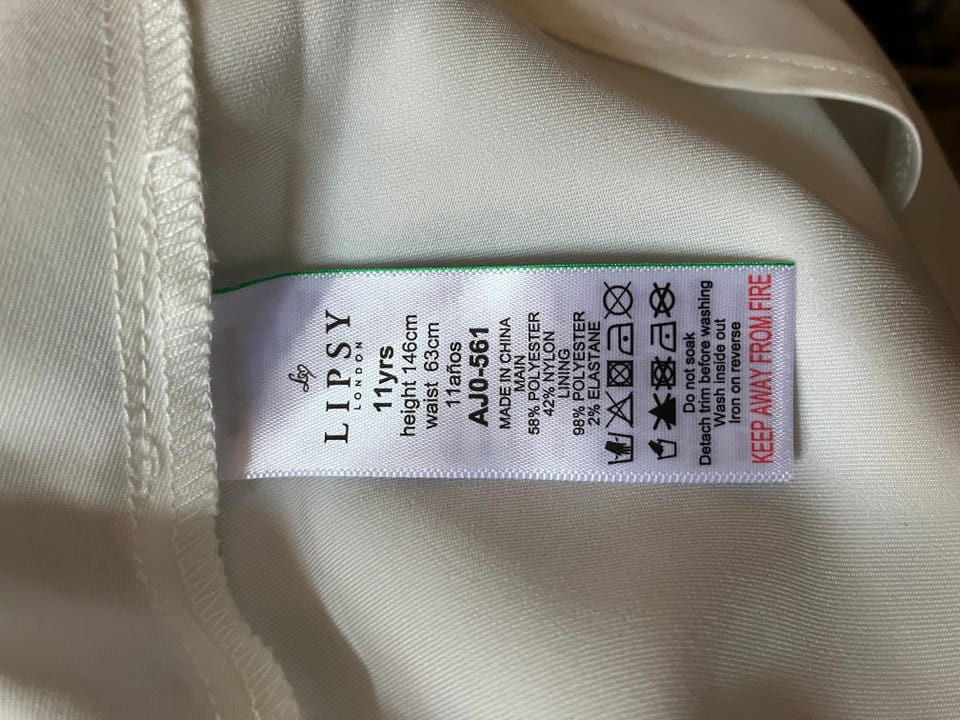 LIPSY
LONDON
11yrs
height 146cm
waist 63cm
11años
AJ0-561
MADE IN CHINA
MAIN
58% POLYESTER
42% NYLON
LINING
98% POLYESTER
2% ELASTANE
Do not soak
Detach trim before washing
Wash inside out
Iron on reverse
KEEP AWAY FROM FIRE